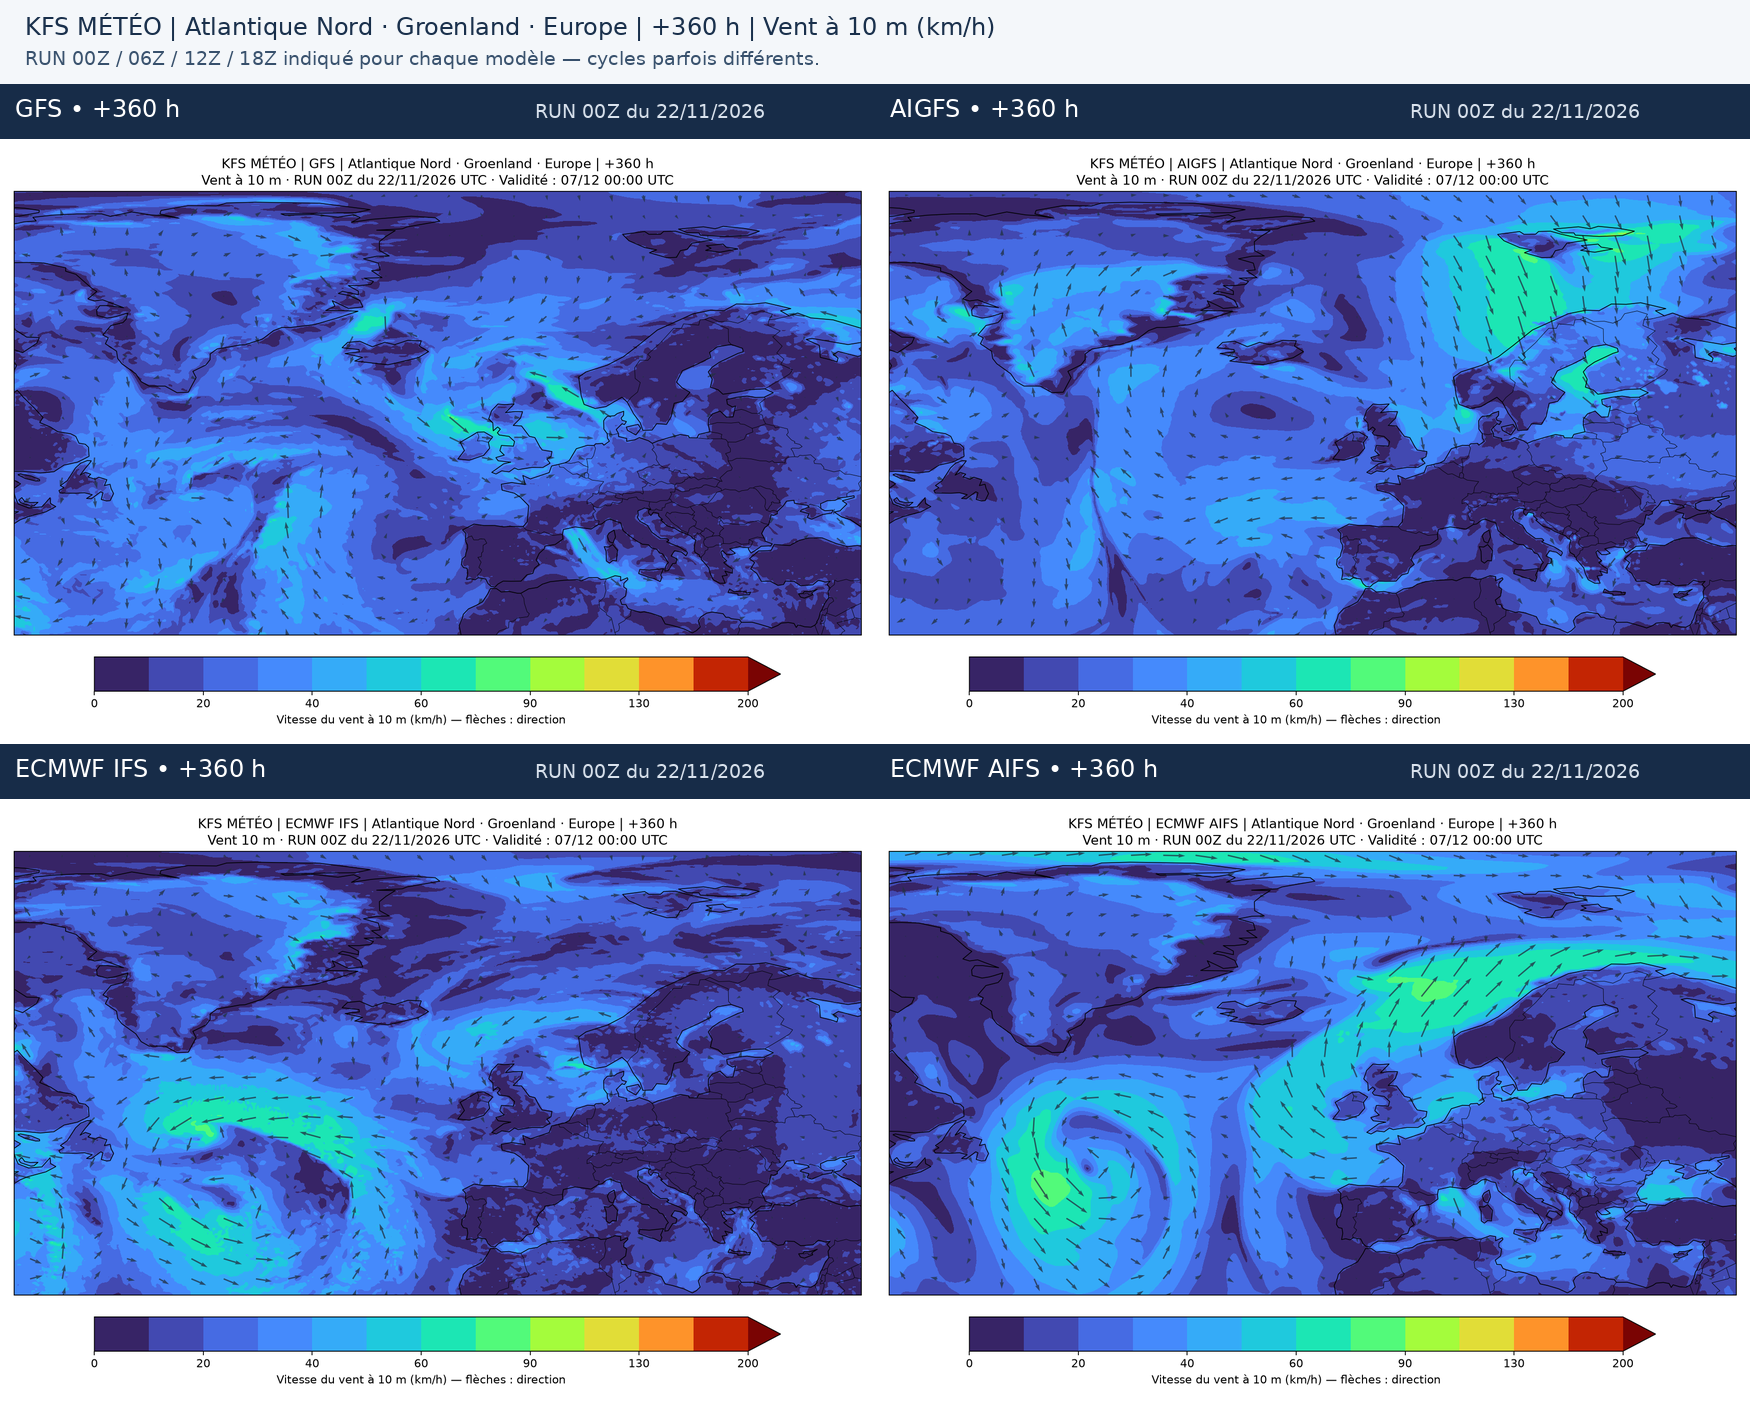 KFS MÉTÉO | Atlantique Nord · Groenland · Europe | +360 h | Vent à 10 m (km/h)
RUN 00Z / 06Z / 12Z / 18Z indiqué pour chaque modèle — cycles parfois différents.
GFS • +360 h
RUN 00Z du 22/11/2026
KFS MÉTÉO | GFS | Atlantique Nord · Groenland · Europe | +360 h
Vent à 10 m · RUN 00Z du 22/11/2026 UTC · Validité : 07/12 00:00 UTC
0 20 40 60 90 130 200
Vitesse du vent à 10 m (km/h) — flèches : direction
AIGFS • +360 h
RUN 00Z du 22/11/2026
KFS MÉTÉO | AIGFS | Atlantique Nord · Groenland · Europe | +360 h
Vent à 10 m · RUN 00Z du 22/11/2026 UTC · Validité : 07/12 00:00 UTC
0 20 40 60 90 130 200
Vitesse du vent à 10 m (km/h) — flèches : direction
ECMWF IFS • +360 h
RUN 00Z du 22/11/2026
KFS MÉTÉO | ECMWF IFS | Atlantique Nord · Groenland · Europe | +360 h
Vent 10 m · RUN 00Z du 22/11/2026 UTC · Validité : 07/12 00:00 UTC
0 20 40 60 90 130 200
Vitesse du vent à 10 m (km/h) — flèches : direction
ECMWF AIFS • +360 h
RUN 00Z du 22/11/2026
KFS MÉTÉO | ECMWF AIFS | Atlantique Nord · Groenland · Europe | +360 h
Vent 10 m · RUN 00Z du 22/11/2026 UTC · Validité : 07/12 00:00 UTC
0 20 40 60 90 130 200
Vitesse du vent à 10 m (km/h) — flèches : direction